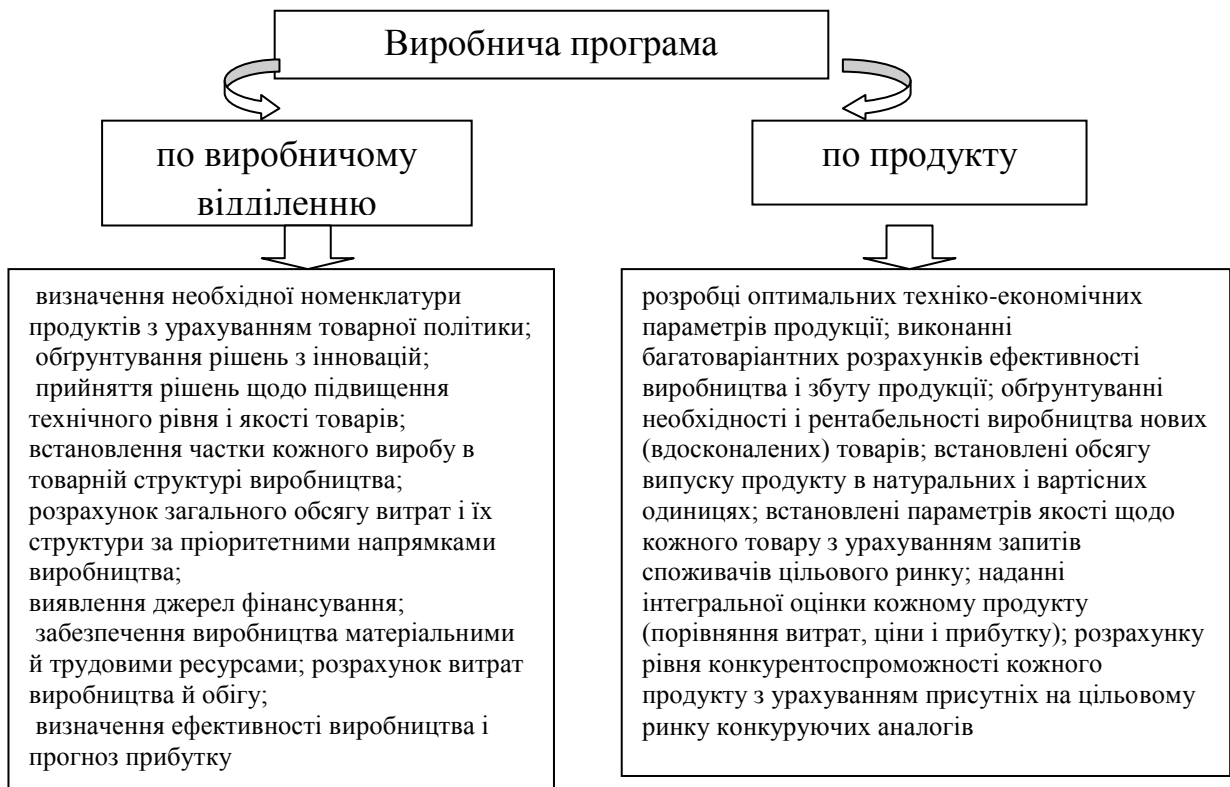 Виробнича програма
по виробничому
відділенню
по продукту
визначення необхідної номенклатури
продуктів з урахуванням товарної політики;
обґрунтування рішень з інновацій;
прийняття рішень щодо підвищення
технічного рівня і якості товарів;
встановлення частки кожного виробу в
товарній структурі виробництва;
розрахунок загального обсягу витрат і їх
структури за пріоритетними напрямками
виробництва;
виявлення джерел фінансування;
забезпечення виробництва матеріальними
й трудовими ресурсами; розрахунок витрат
виробництва й обігу;
визначення ефективності виробництва і
прогноз прибутку
розробці оптимальних техніко-економічних
параметрів продукції; виконанні
багатоваріантних розрахунків ефективності
виробництва і збуту продукції; обґрунтуванні
необхідності і рентабельності виробництва нових
(вдосконалених) товарів; встановлені обсягу
випуску продукту в натуральних і вартісних
одиницях; встановлені параметрів якості щодо
кожного товару з урахуванням запитів
споживачів цільового ринку; наданні
інтегральної оцінки кожному продукту
(порівняння витрат, ціни і прибутку); розрахунку
рівня конкурентоспроможності кожного
продукту з урахуванням присутніх на цільовому
ринку конкуруючих аналогів